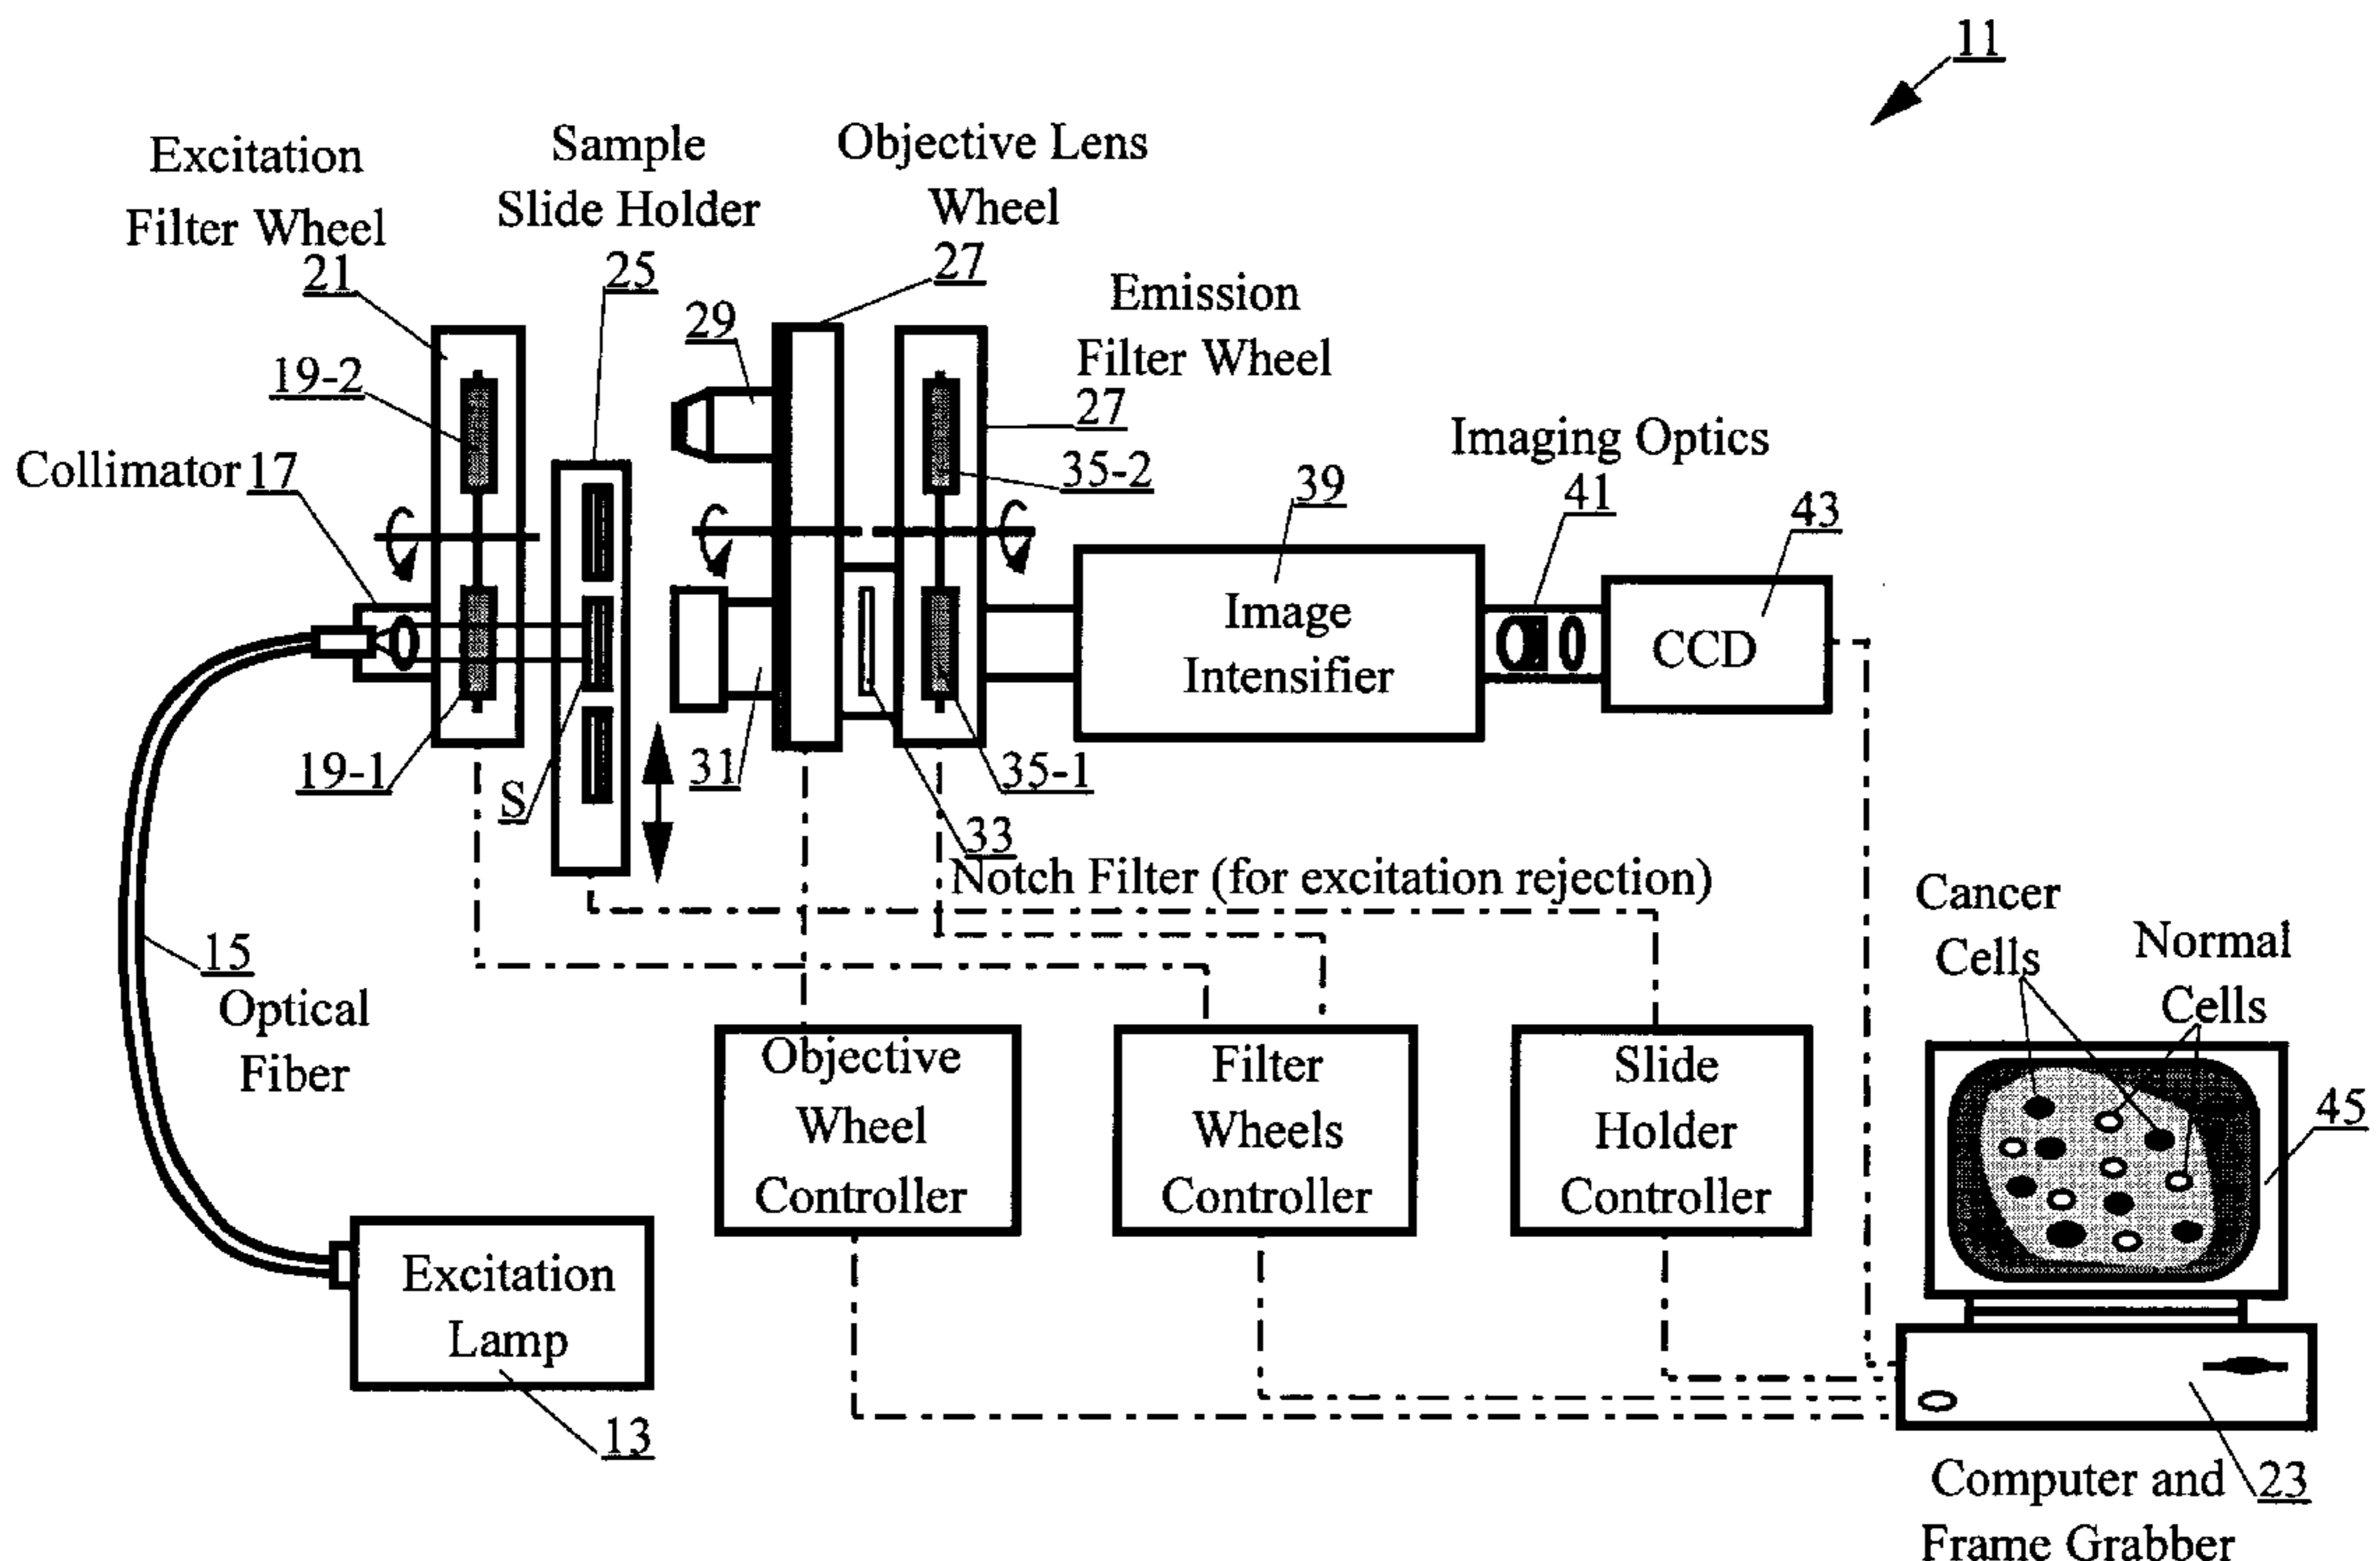 11
Excitation
Filter Wheel
21
Sample
Slide Holder
25
Objective Lens
Wheel
27
29
Emission
Filter Wheel
27
19-2
35-2
Collimator 17
39
Imaging Optics
41
43
Image
Intensifier
CCD
19-1
S
31
35-1
33
Notch Filter (for excitation rejection)
15
Optical
Fiber
Cancer
Cells
Normal
Cells
45
Objective
Wheel
Controller
Filter
Wheels
Controller
Slide
Holder
Controller
Excitation
Lamp
13
Computer and 23
Frame Grabber